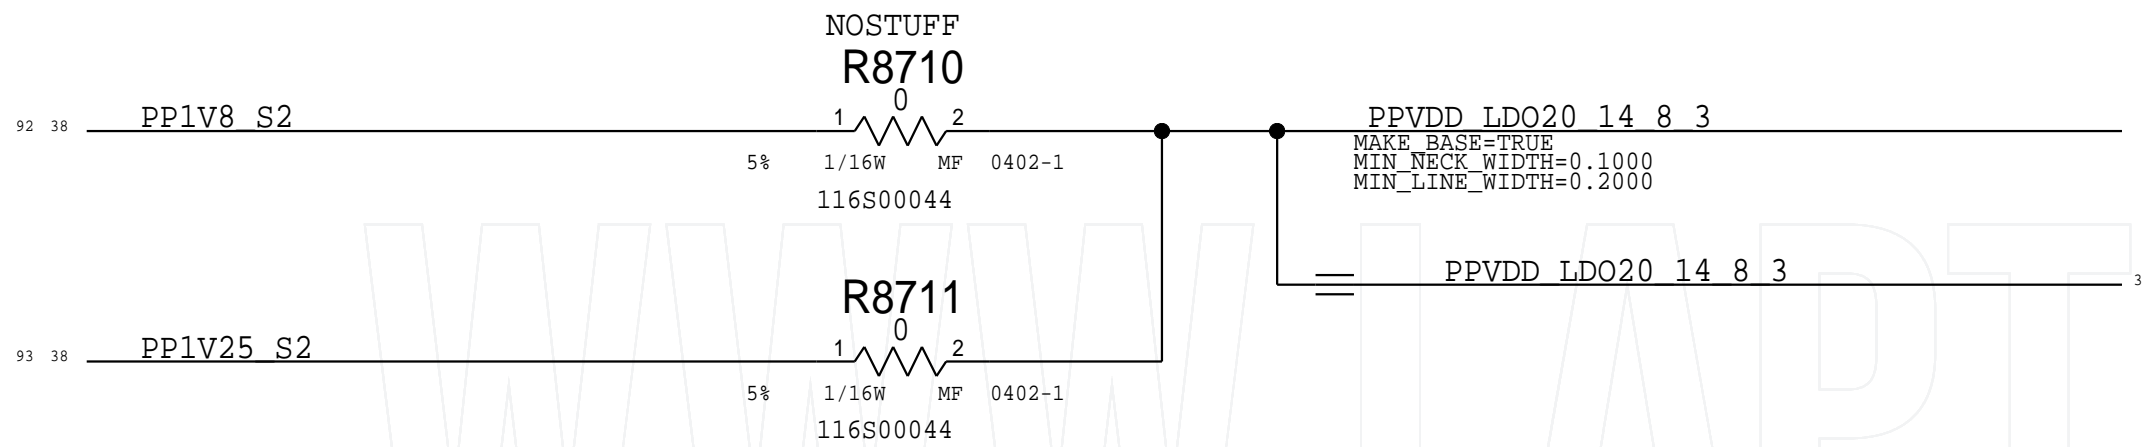 NOSTUFF
R8710
0
92 38 PP1V8_S2 1 2 PPVDD_LDO20_14_8_3
MAKE_BASE=TRUE
5% 1/16W MF 0402-1 MIN_NECK_WIDTH=0.1000
MIN_LINE_WIDTH=0.2000
116S00044
PPVDD_LDO20_14_8_3 3
R8711
0
93 38 PP1V25_S2 1 2
5% 1/16W MF 0402-1
116S00044
WWW.LAPT